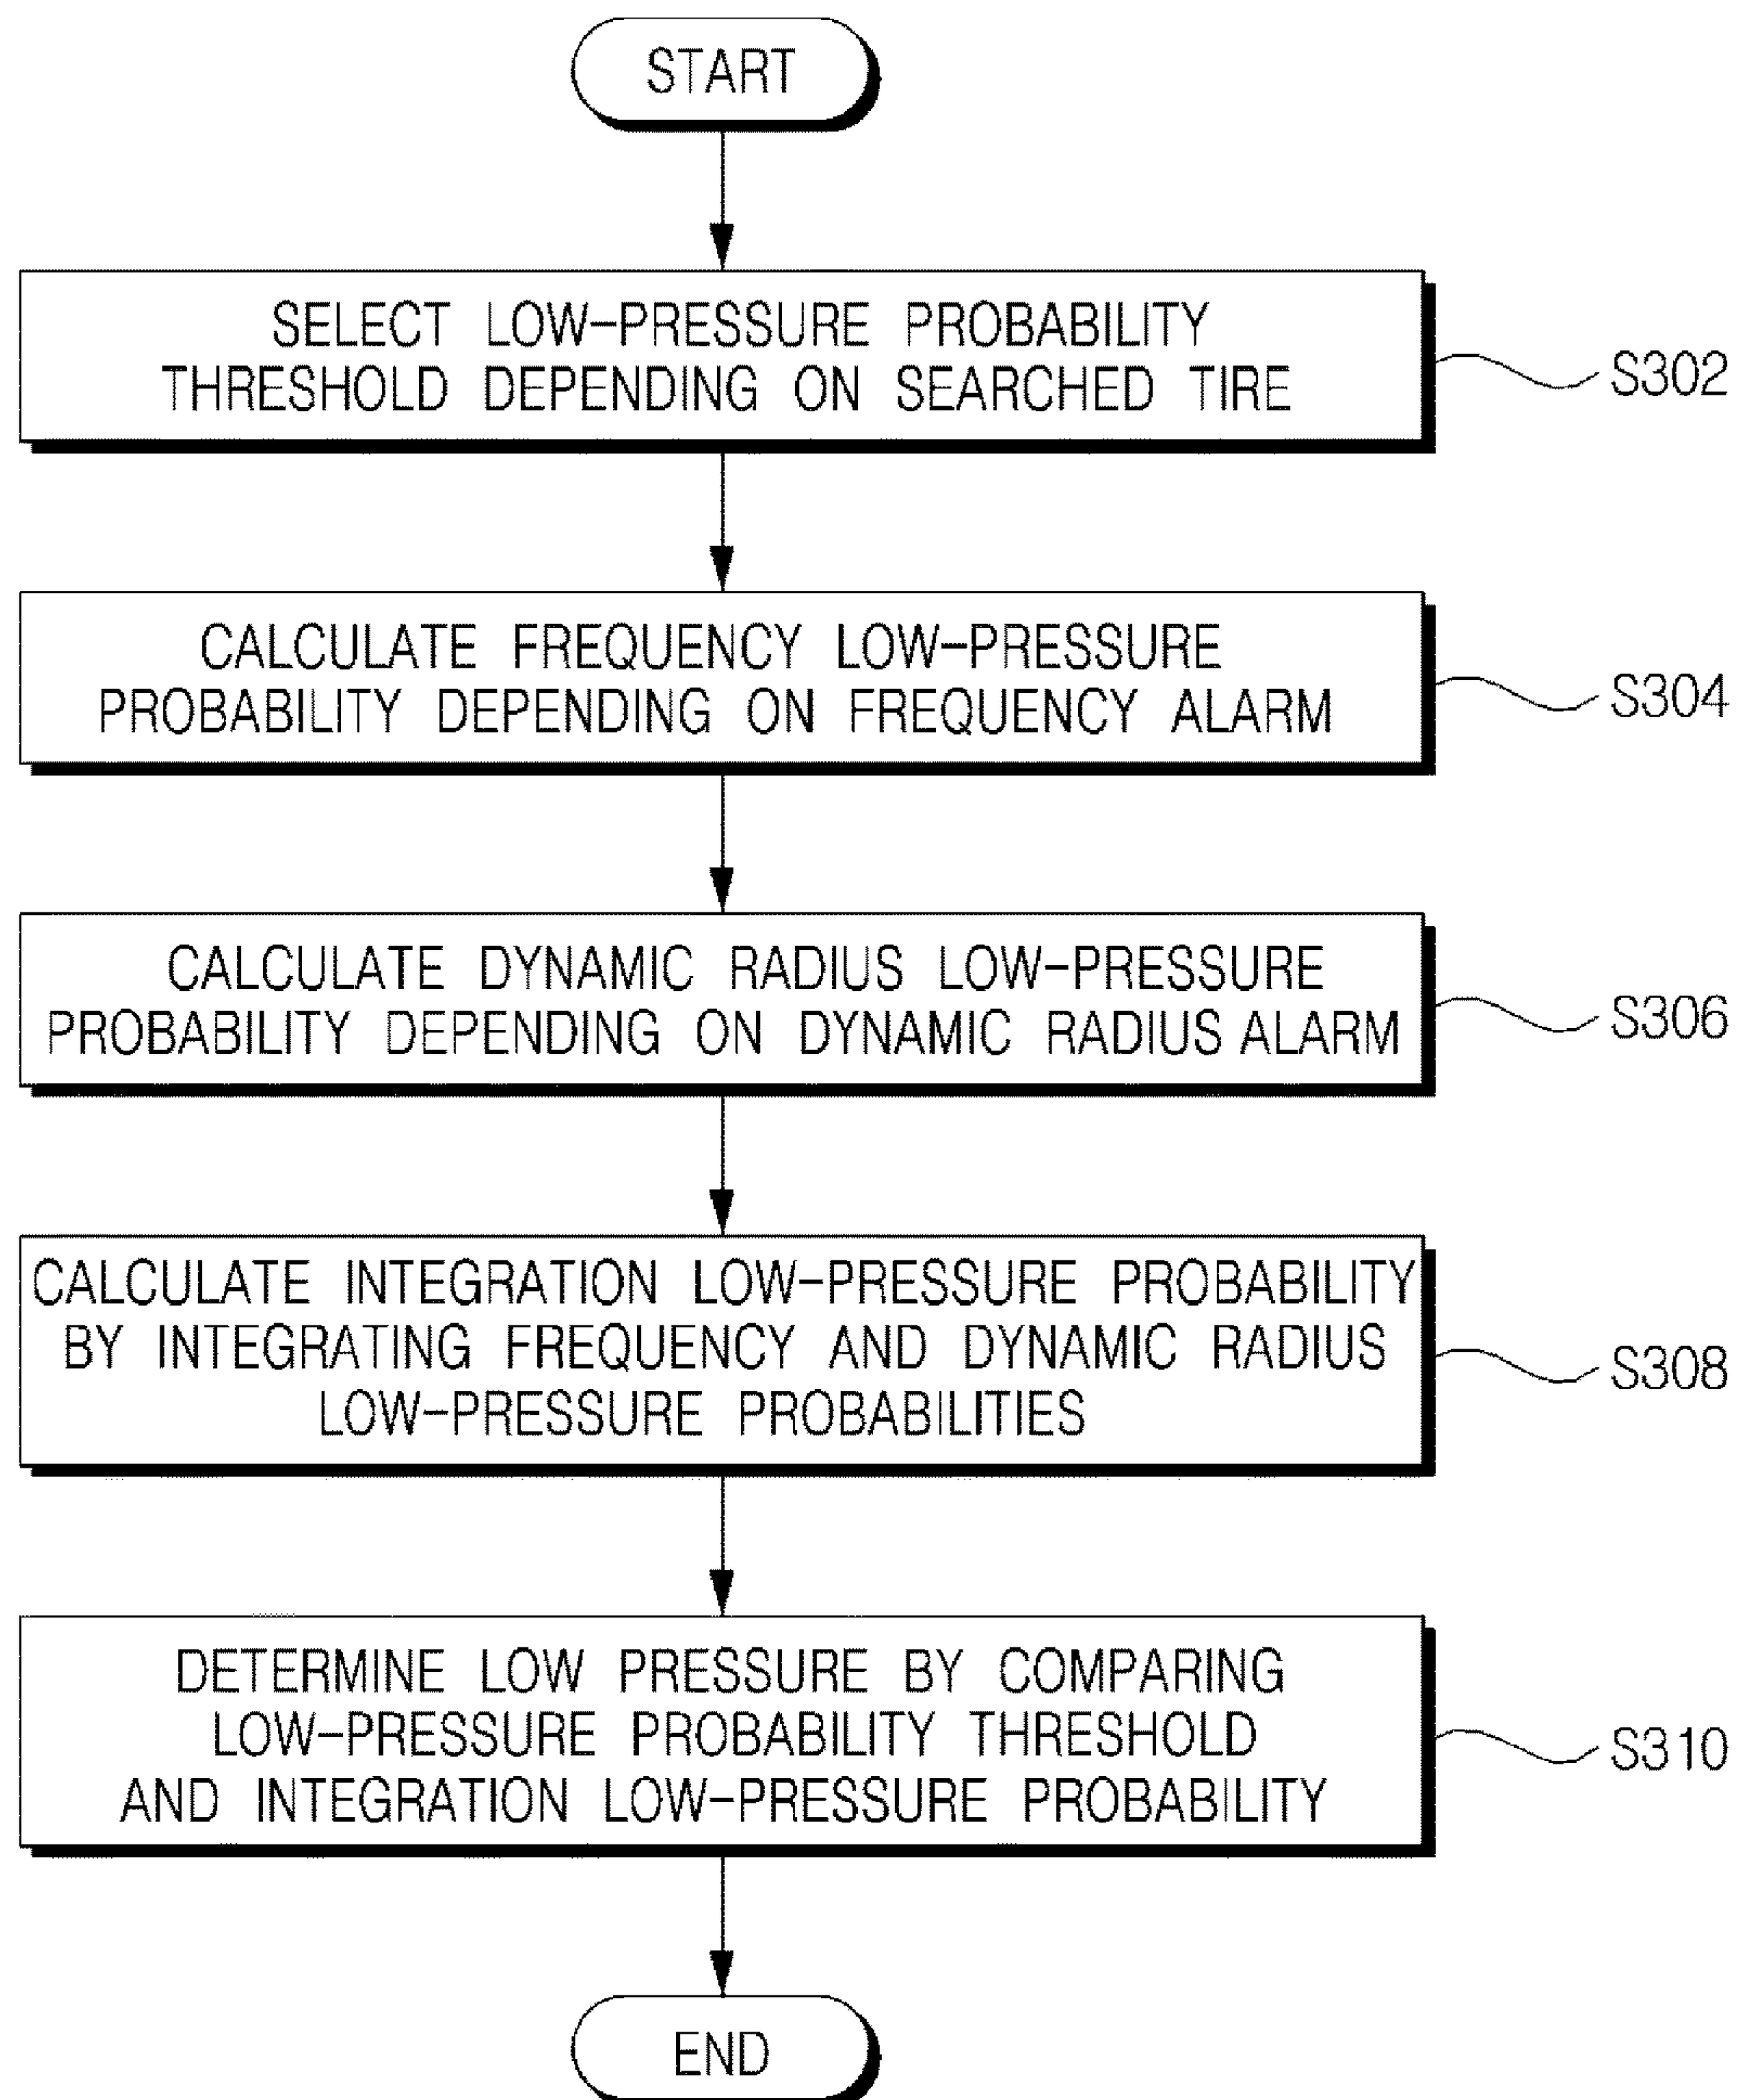 START
SELECT LOW-PRESSURE PROBABILITY
THRESHOLD DEPENDING ON SEARCHED TIRE
S302
CALCULATE FREQUENCY LOW-PRESSURE
PROBABILITY DEPENDING ON FREQUENCY ALARM
S304
CALCULATE DYNAMIC RADIUS LOW-PRESSURE
PROBABILITY DEPENDING ON DYNAMIC RADIUS ALARM
S306
CALCULATE INTEGRATION LOW-PRESSURE PROBABILITY
BY INTEGRATING FREQUENCY AND DYNAMIC RADIUS
LOW-PRESSURE PROBABILITIES
S308
DETERMINE LOW PRESSURE BY COMPARING
LOW-PRESSURE PROBABILITY THRESHOLD
AND INTEGRATION LOW-PRESSURE PROBABILITY
S310
END